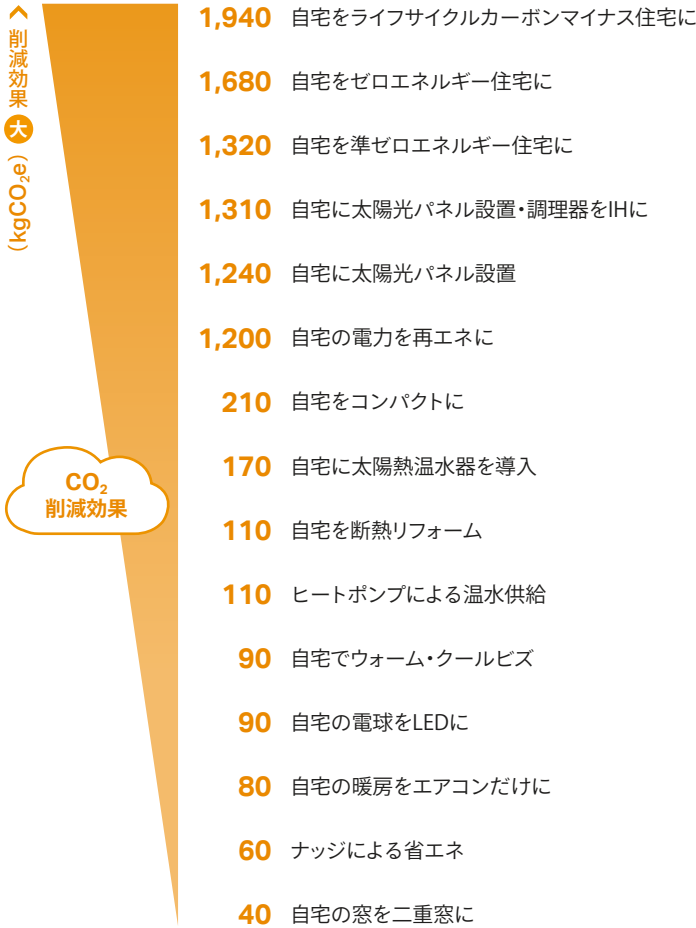 削減効果 大 (kgCO₂e)
1,940 自宅をライフサイクルカーボンマイナス住宅に
1,680 自宅をゼロエネルギー住宅に
1,320 自宅を準ゼロエネルギー住宅に
1,310 自宅に太陽光パネル設置・調理器をIHに
1,240 自宅に太陽光パネル設置
1,200 自宅の電力を再エネに
210 自宅をコンパクトに
170 自宅に太陽熱温水器を導入
CO₂
削減効果
110 自宅を断熱リフォーム
110 ヒートポンプによる温水供給
90 自宅でウォーム・クールビズ
90 自宅の電球をLEDに
80 自宅の暖房をエアコンだけに
60 ナッジによる省エネ
40 自宅の窓を二重窓に